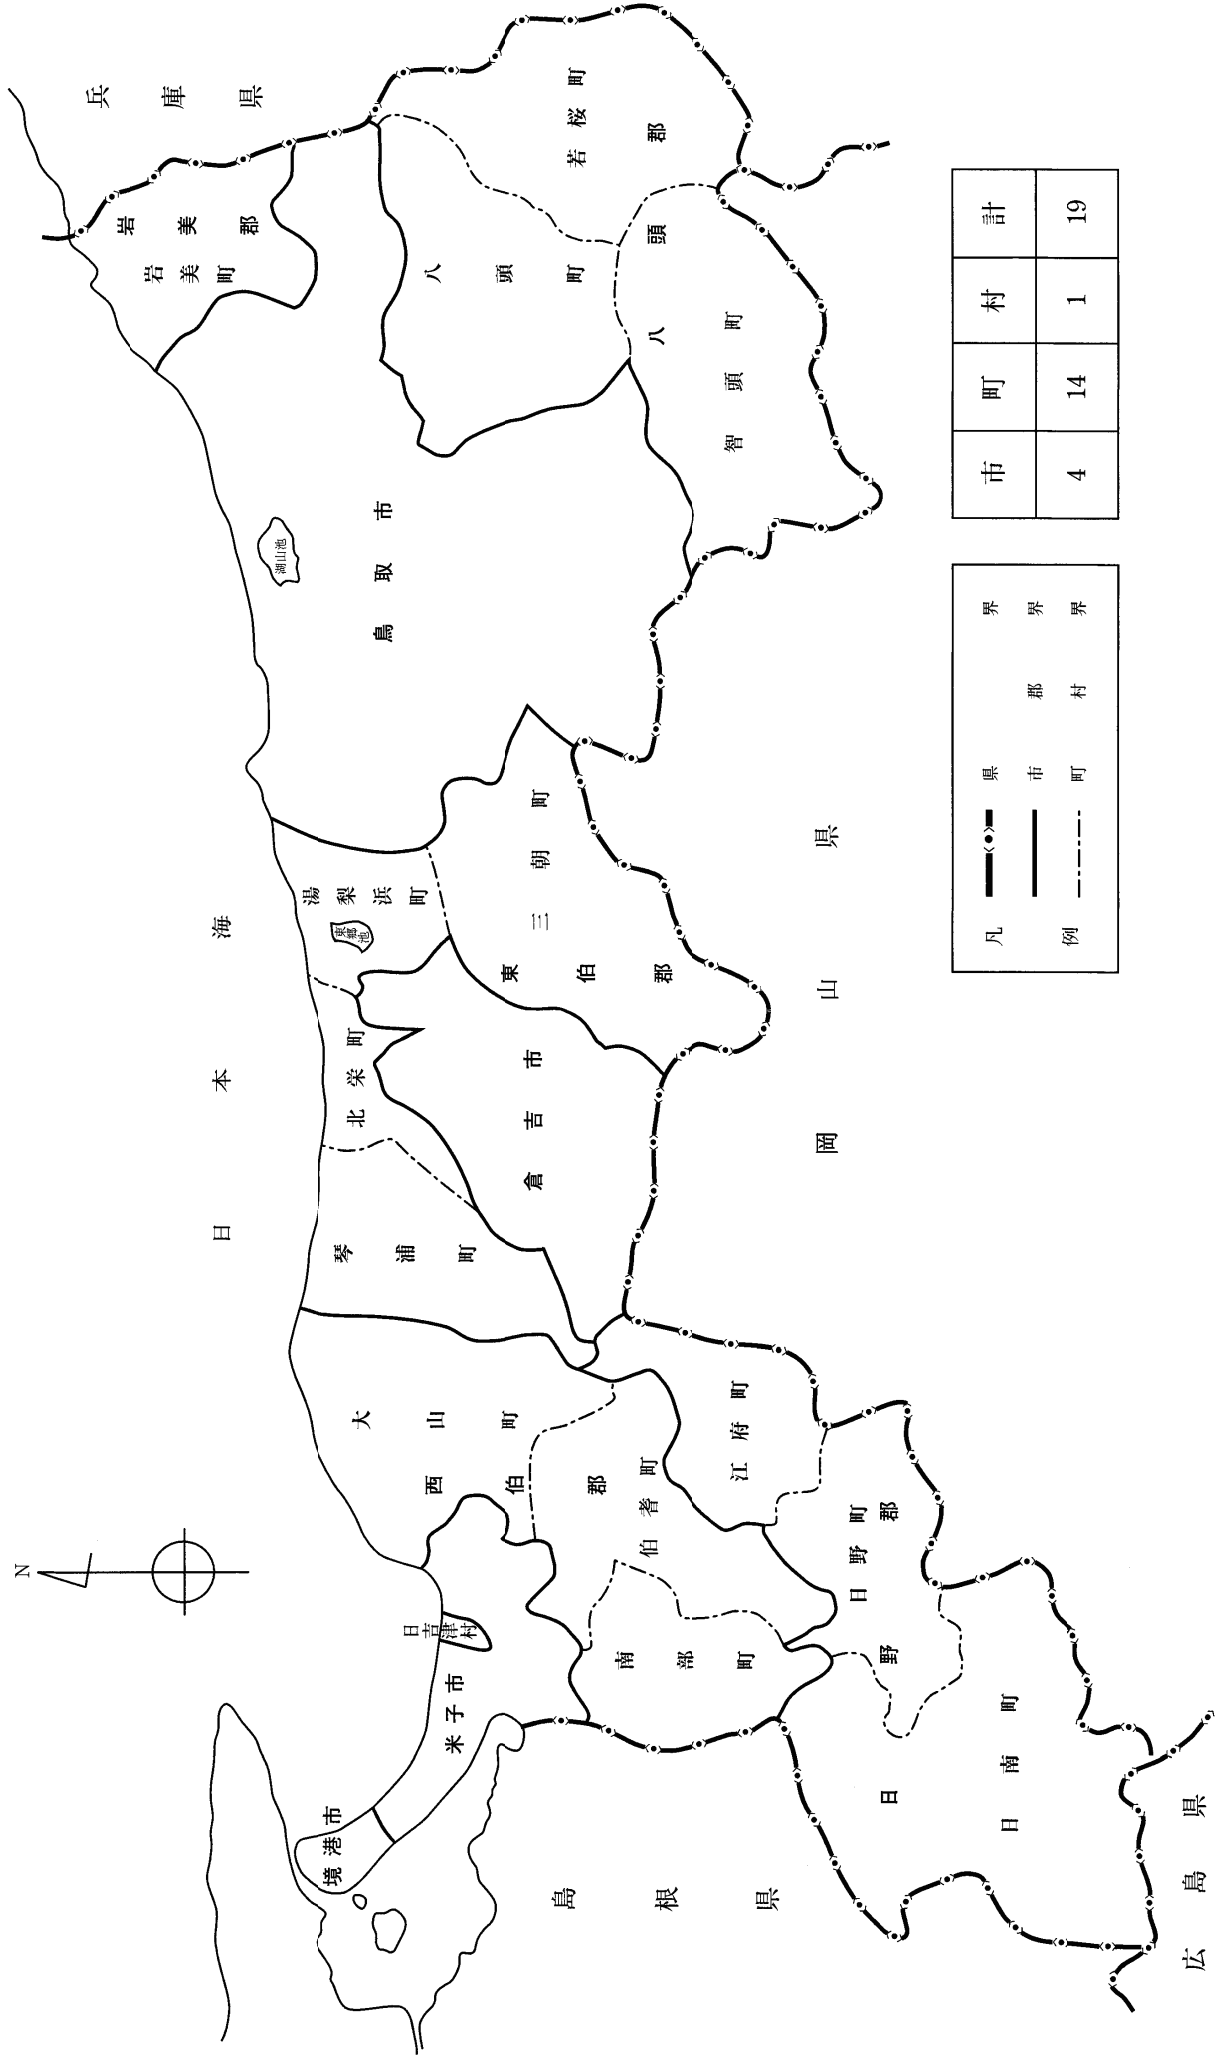 N
日本海
兵庫県
岡山県
島根県
広島県
境港市
米子市
日吉津村
西伯郡
大山町
南部町
伯耆町
日野郡
日南町
日野町
江府町
東伯郡
琴浦町
北栄町
湯梨浜町
東郷池
三朝町
倉吉市
鳥取市
湖山池
岩美郡
岩美町
八頭郡
八頭町
若桜町
智頭町
凡例
県界
市郡界
町村界
市 町 村 計
4 14 1 19